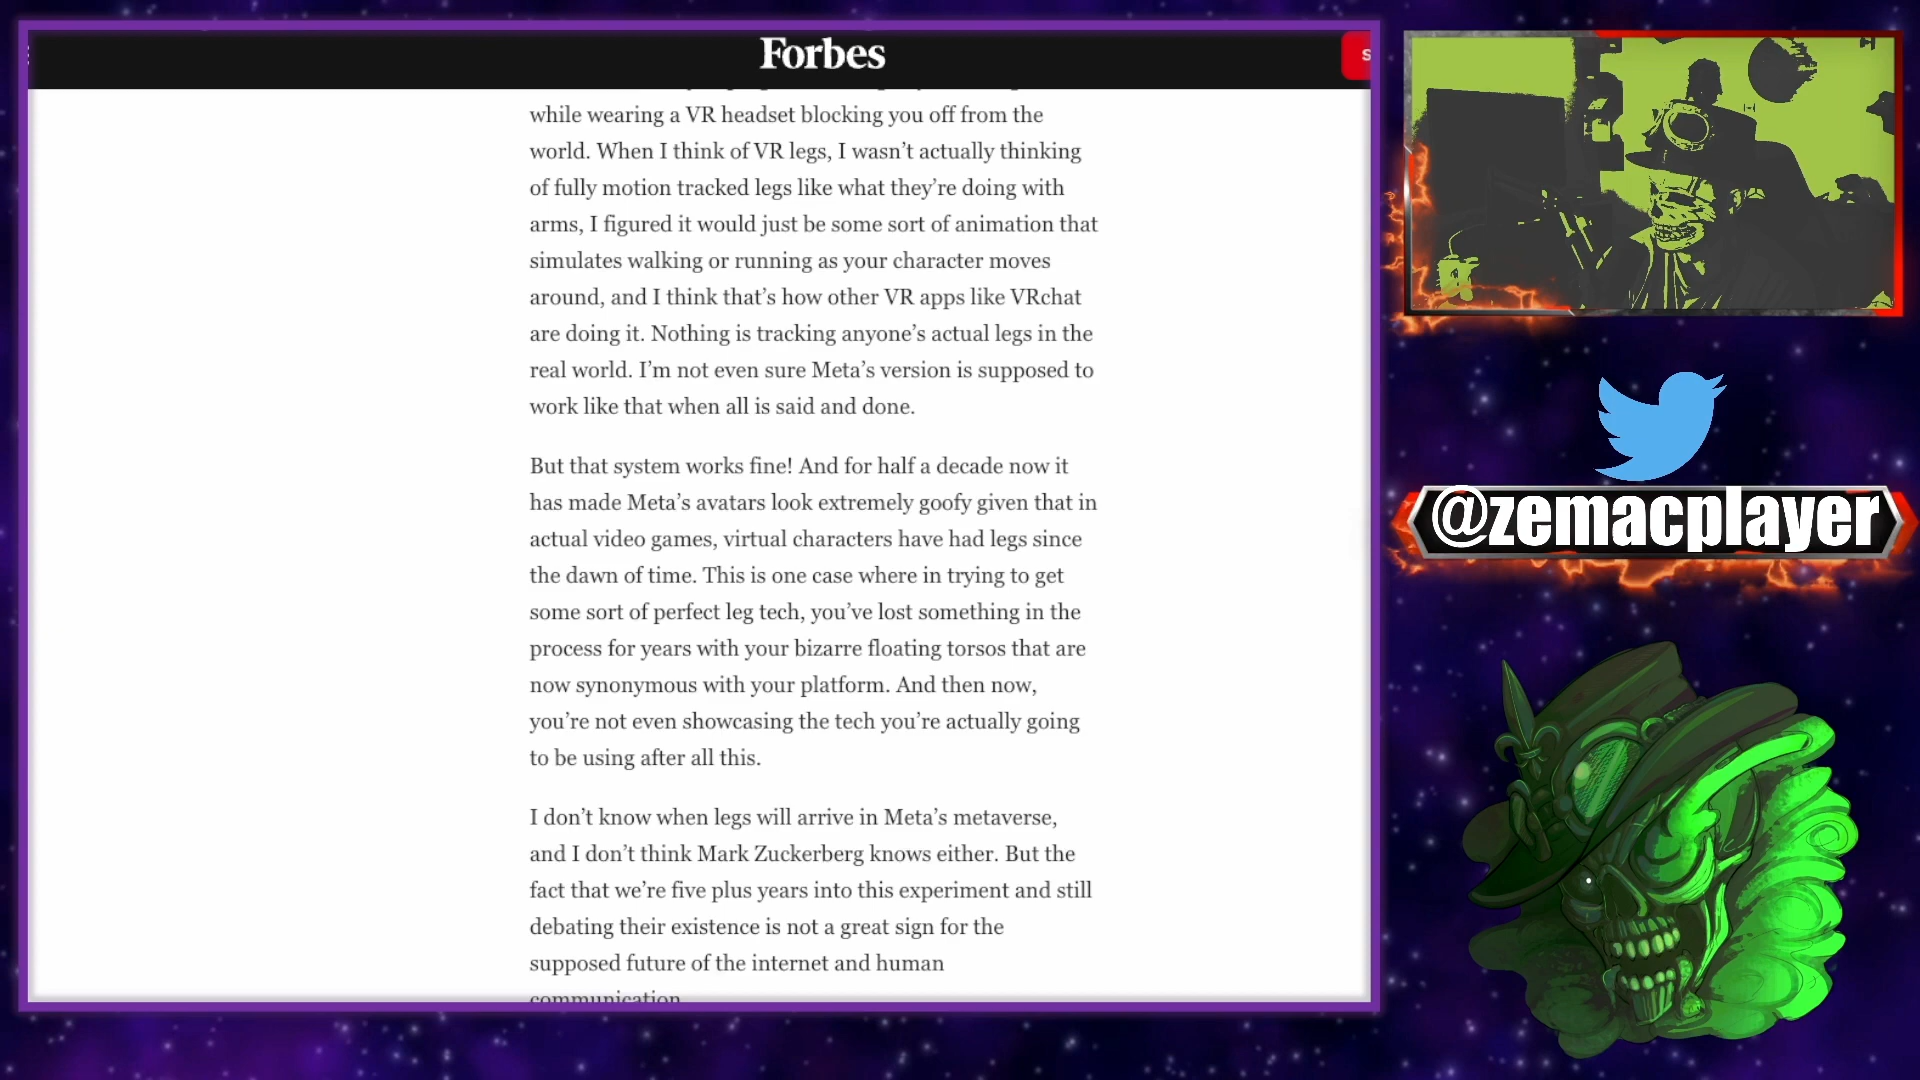 Forbes
S
while wearing a VR headset blocking you off from the
world. When I think of VR legs, I wasn’t actually thinking
of fully motion tracked legs like what they’re doing with
arms, I figured it would just be some sort of animation that
simulates walking or running as your character moves
around, and I think that’s how other VR apps like VRchat
are doing it. Nothing is tracking anyone’s actual legs in the
real world. I’m not even sure Meta’s version is supposed to
work like that when all is said and done.
But that system works fine! And for half a decade now it
has made Meta’s avatars look extremely goofy given that in
actual video games, virtual characters have had legs since
the dawn of time. This is one case where in trying to get
some sort of perfect leg tech, you’ve lost something in the
process for years with your bizarre floating torsos that are
now synonymous with your platform. And then now,
you’re not even showcasing the tech you’re actually going
to be using after all this.
I don’t know when legs will arrive in Meta’s metaverse,
and I don’t think Mark Zuckerberg knows either. But the
fact that we’re five plus years into this experiment and still
debating their existence is not a great sign for the
supposed future of the internet and human
communication
@zemacplayer